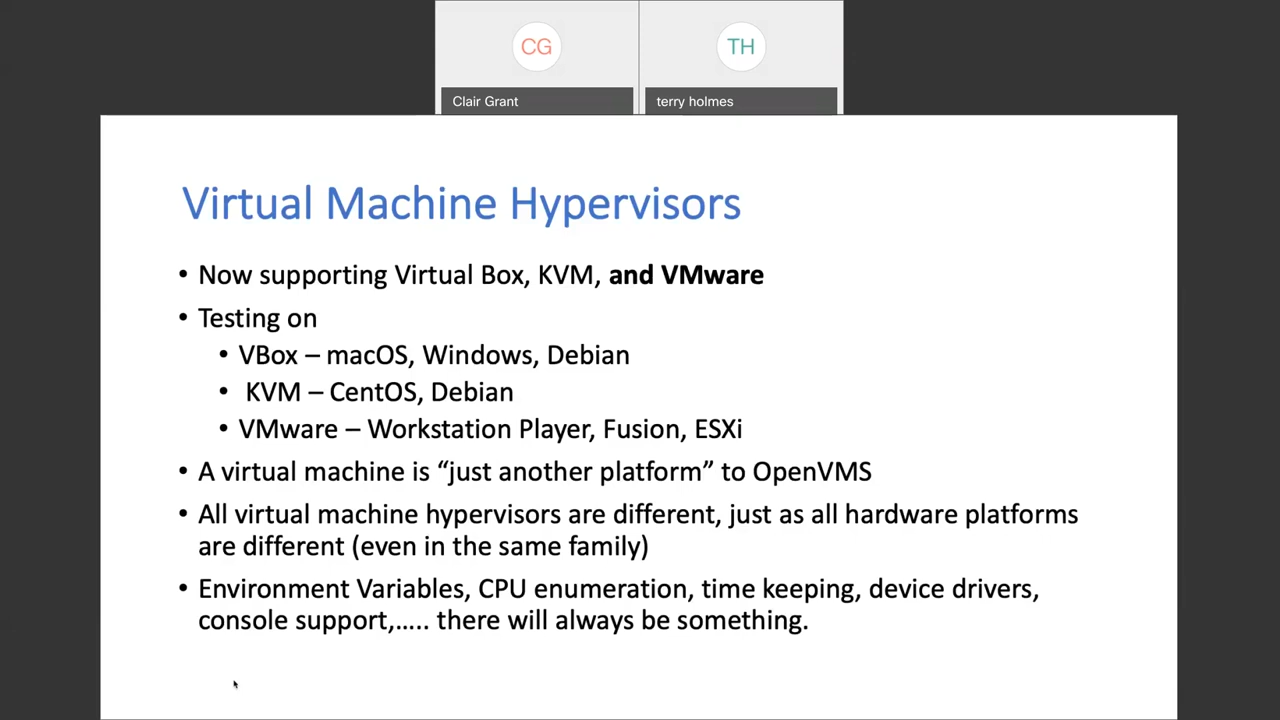 CG
TH
Clair Grant
terry holmes
Virtual Machine Hypervisors
• Now supporting Virtual Box, KVM, and VMware
• Testing on
• VBox – macOS, Windows, Debian
• KVM – CentOS, Debian
• VMware – Workstation Player, Fusion, ESXi
• A virtual machine is “just another platform” to OpenVMS
• All virtual machine hypervisors are different, just as all hardware platforms
are different (even in the same family)
• Environment Variables, CPU enumeration, time keeping, device drivers,
console support,….. there will always be something.